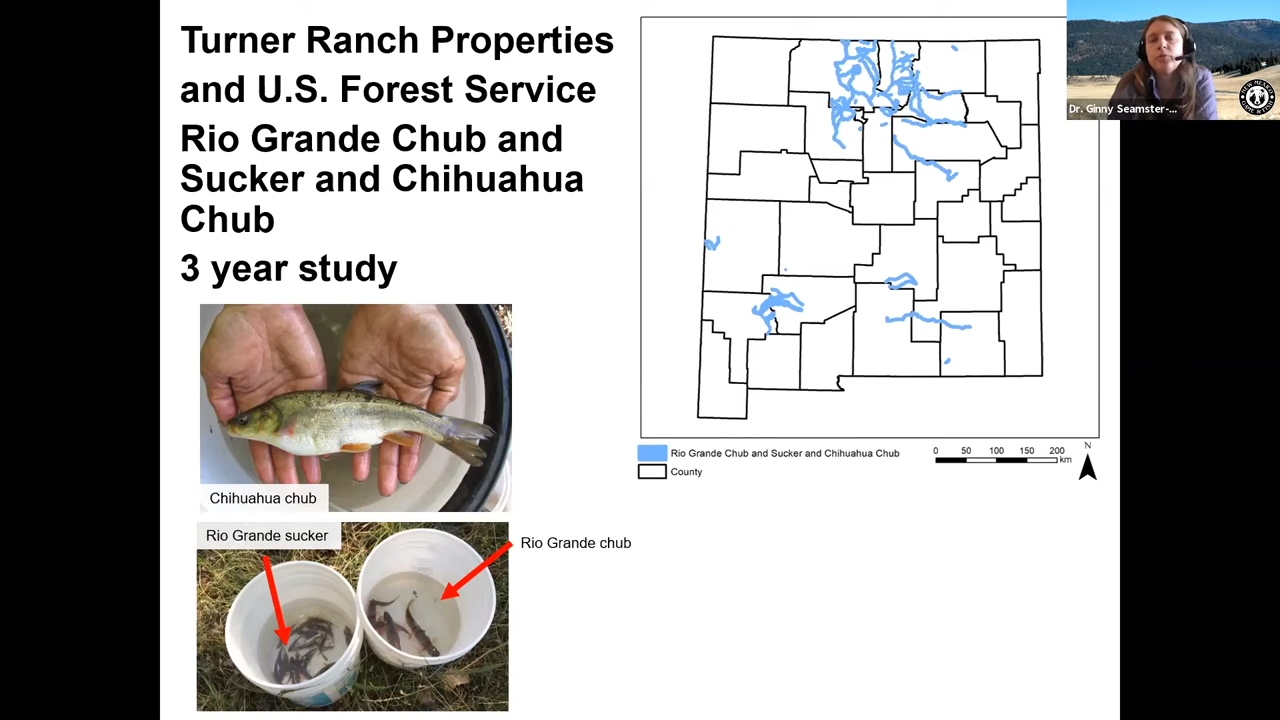 Turner Ranch Properties
and U.S. Forest Service
Rio Grande Chub and
Sucker and Chihuahua
Chub
3 year study
Chihuahua chub
Rio Grande sucker
Rio Grande chub
Rio Grande Chub and Sucker and Chihuahua Chub
County
0 50 100 150 200
km
N
Dr. Ginny Seamster-...